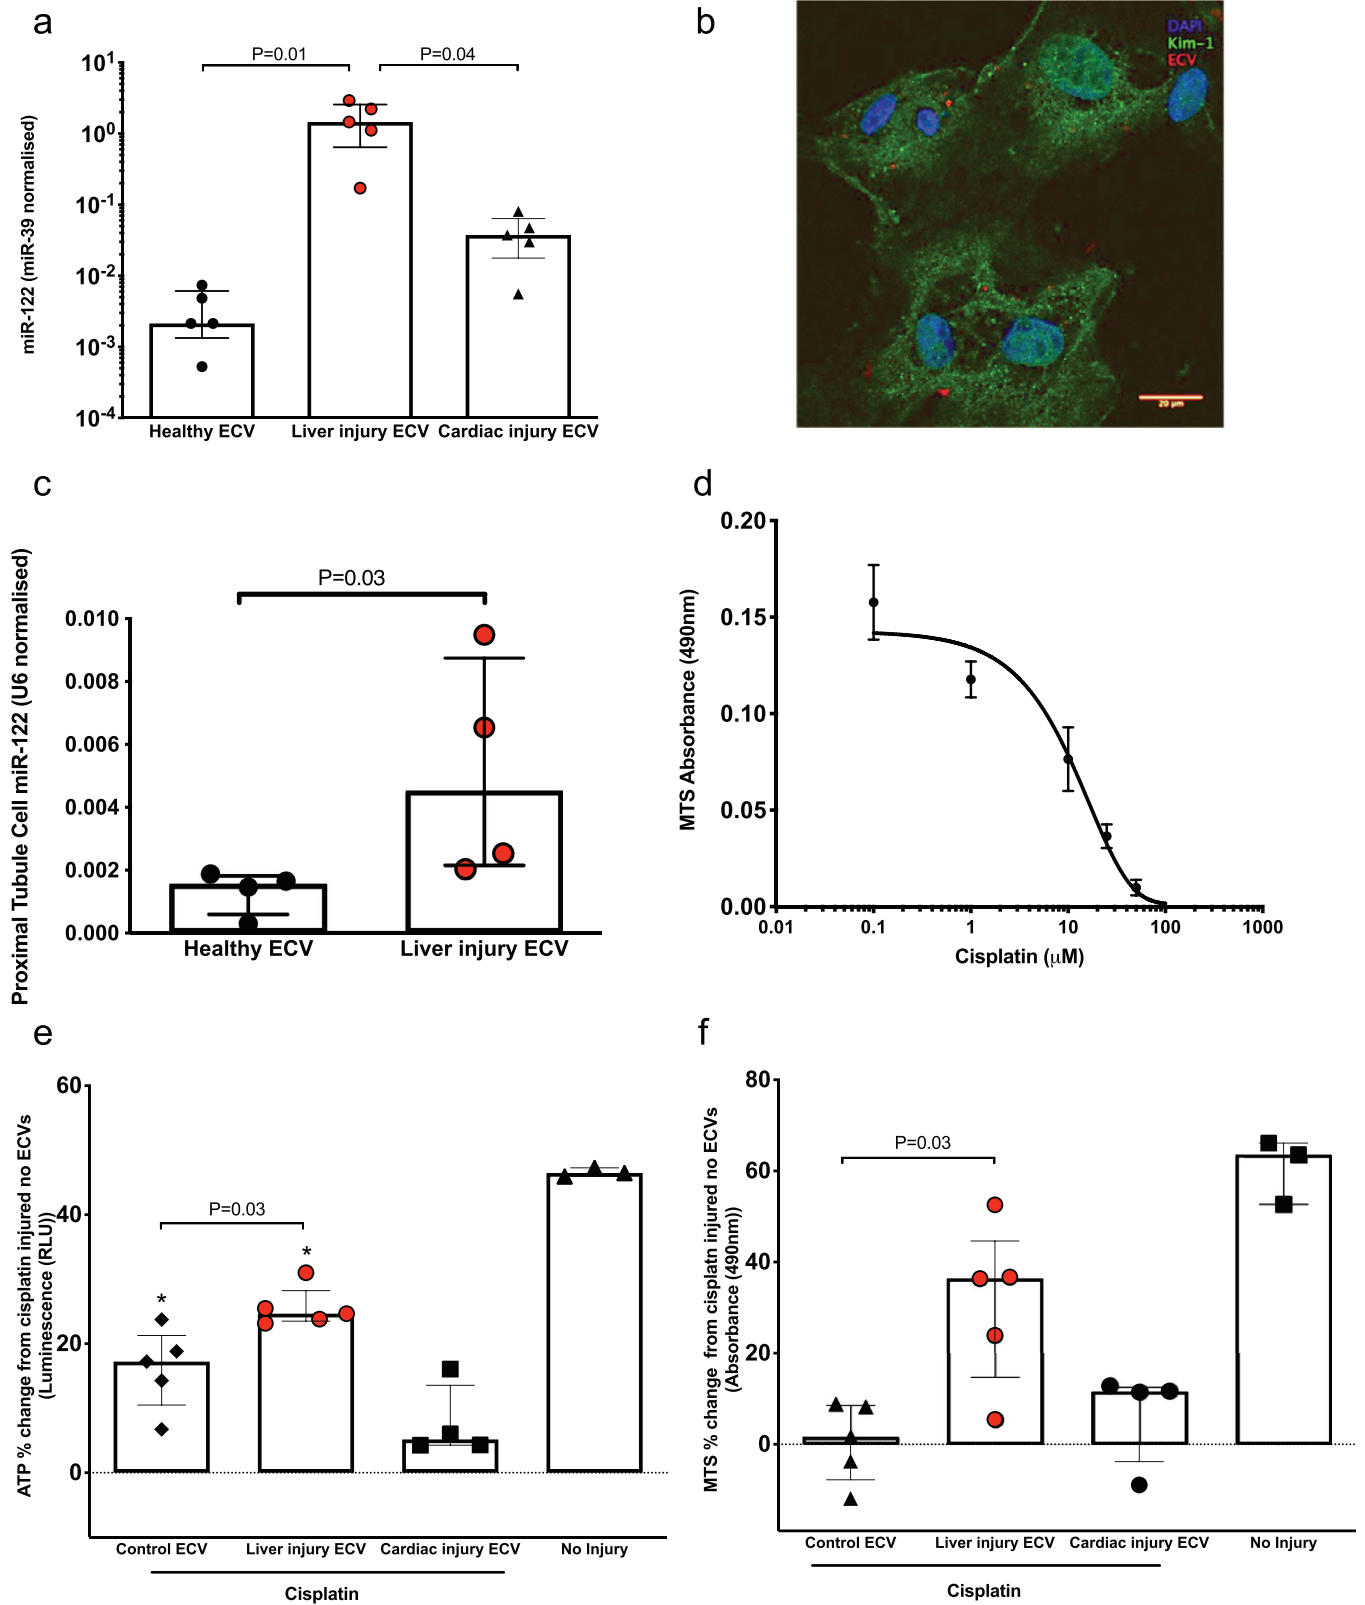 a
miR-122 (miR-39 normalised)
10¹
10⁰
10⁻¹
10⁻²
10⁻³
10⁻⁴
P=0.01
P=0.04
Healthy ECV
Liver injury ECV
Cardiac injury ECV
b
DAPI
Kim-1
ECV
20 µm
c
Proximal Tubule Cell miR-122 (U6 normalised)
0.010
0.008
0.006
0.004
0.002
0.000
P=0.03
Healthy ECV
Liver injury ECV
d
MTS Absorbance (490nm)
0.20
0.15
0.10
0.05
0.00
0.01
0.1
1
10
100
1000
Cisplatin (µM)
e
ATP % change from cisplatin injured no ECVs
(Luminescence (RLU))
60
40
20
0
P=0.03
*
*
Control ECV
Liver injury ECV
Cardiac injury ECV
No Injury
Cisplatin
f
MTS % change from cisplatn injured no ECVs
(Absorbance (490nm))
80
60
40
20
0
P=0.03
Control ECV
Liver injury ECV
Cardiac injury ECV
No Injury
Cisplatin